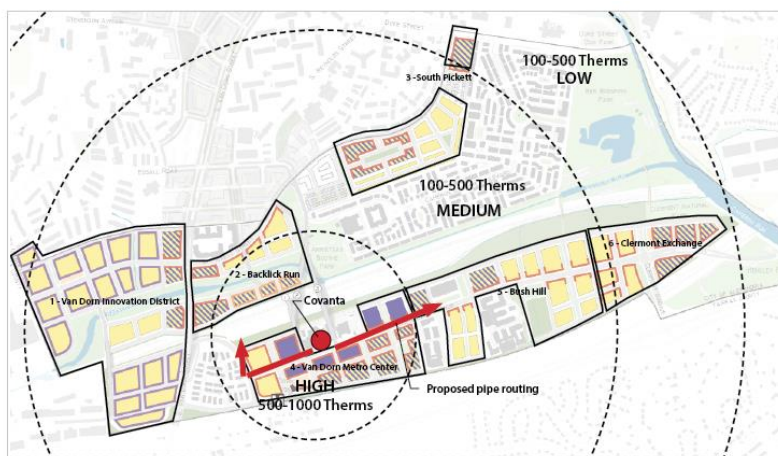 3 - South Pickett
100-500 Therms
LOW
100-500 Therms
MEDIUM
6 - Clermont Exchange
2 - Backlick Run
1 - Van Dorn Innovation District
Covanta
5 - Bush Hill
4 - Van Dorn Metro Center
HIGH
500-1000 Therms
Proposed pipe routing